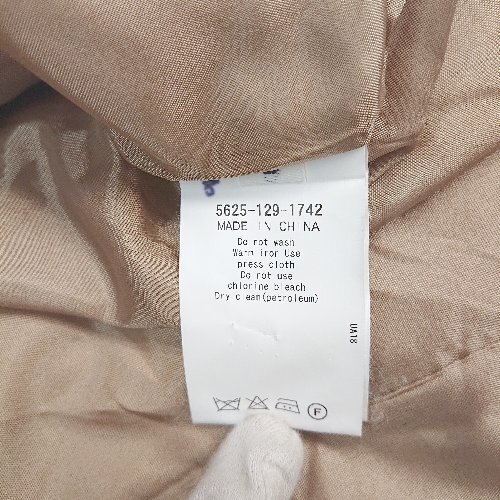 5625-129-1742
MADE IN CHINA
Do not wash
Warm iron Use
press cloth
Do not use
chlorine bleach
Dry clean(petroleum)
UA18
F